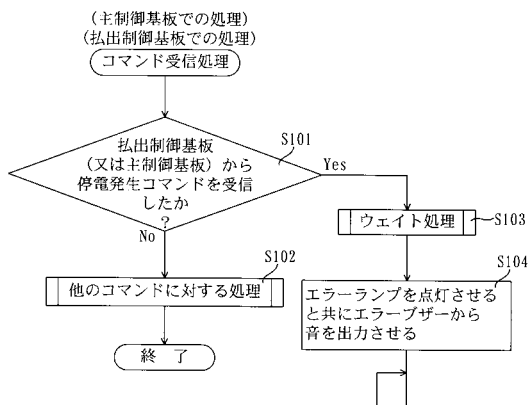 (主制御基板での処理)
(払出制御基板での処理)
コマンド受信処理
払出制御基板
(又は主制御基板)から
停電発生コマンドを受信
したか
?
S101
Yes
No
ウェイト処理
S103
S102
他のコマンドに対する処理
S104
エラーランプを点灯させる
と共にエラーブザーから
音を出力させる
終 了